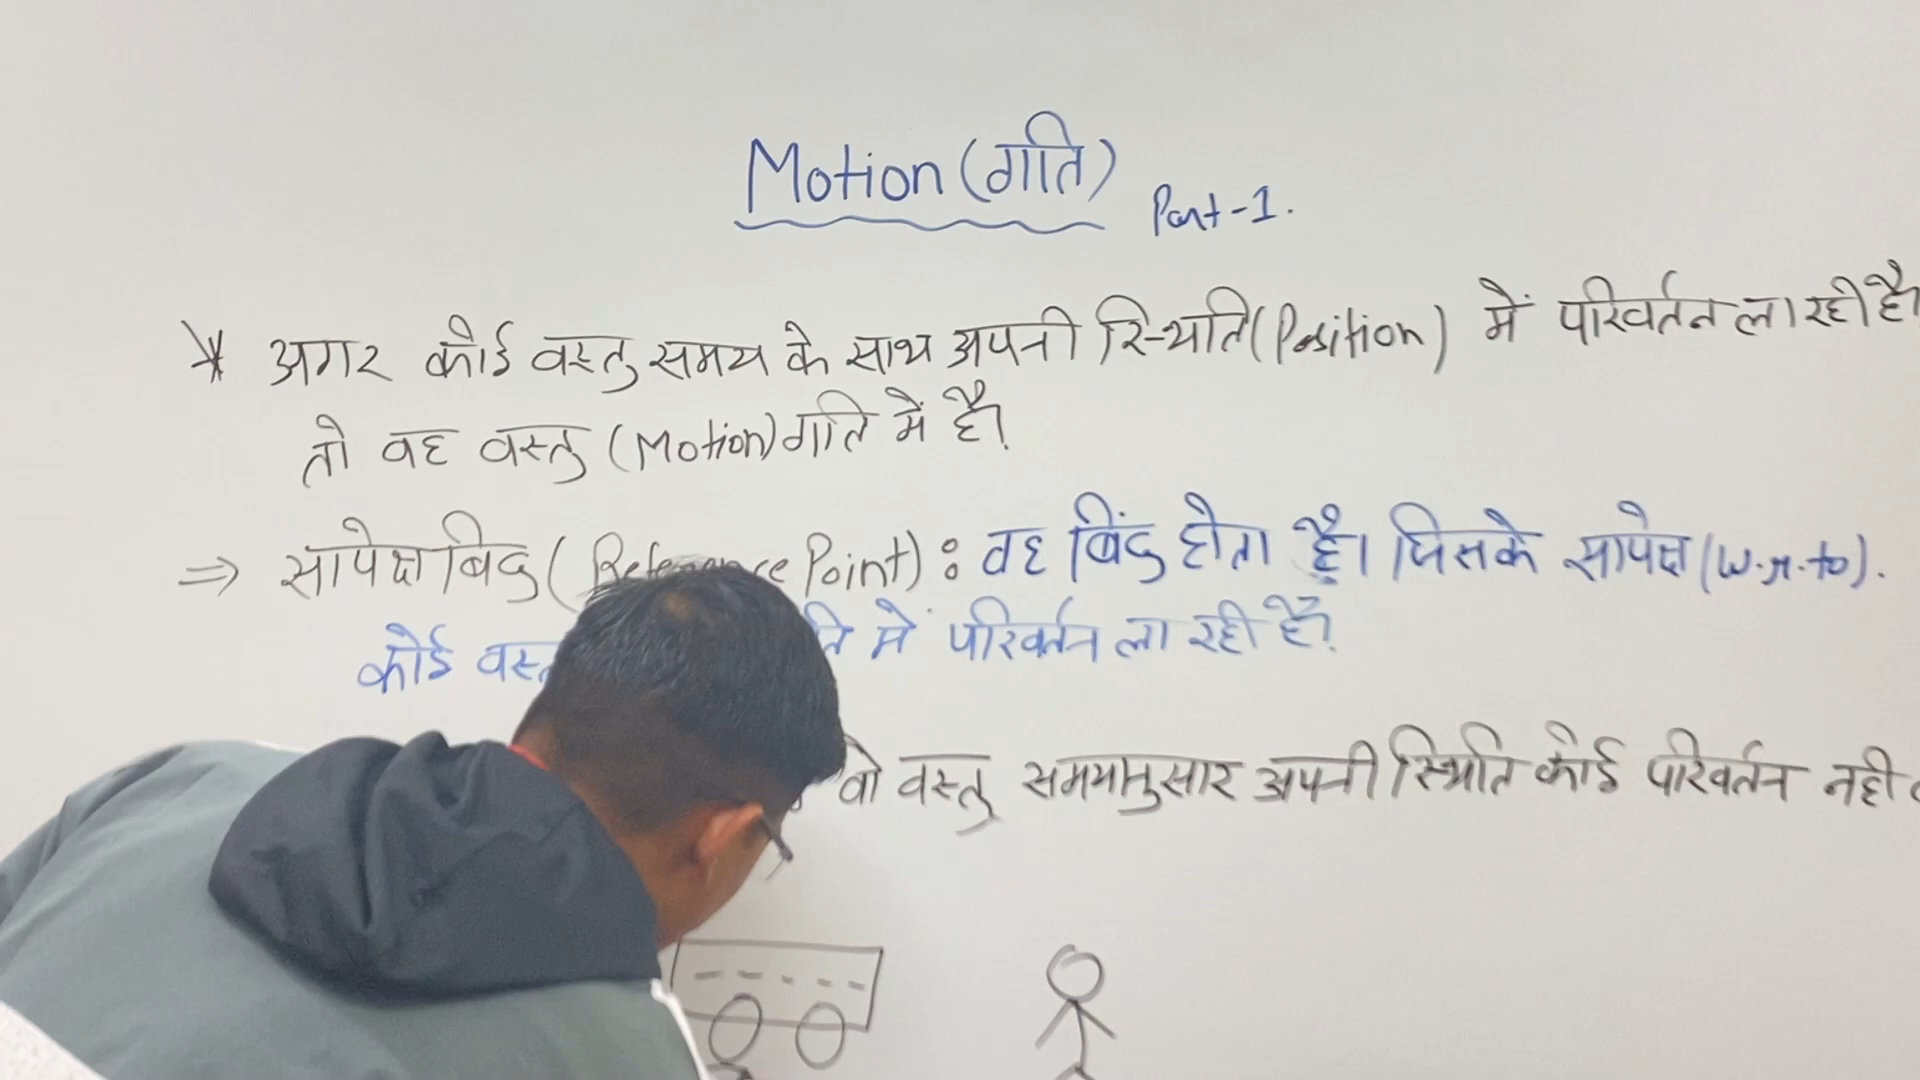 Motion (गति)
Part-1.
* अगर कोई वस्तु समय के साथ अपनी स्थिति (Position) में परिवर्तन ला रही है
तो वह वस्तु (Motion) गति में है।
⇒ सापेक्ष बिंदु (Reference Point) : वह बिंदु होता है। जिसके सापेक्ष (w.r.to).
कोई में परिवर्तन ला रही है।
वो वस्तु समयानुसार अपनी स्थिति कोई परिवर्तन नही